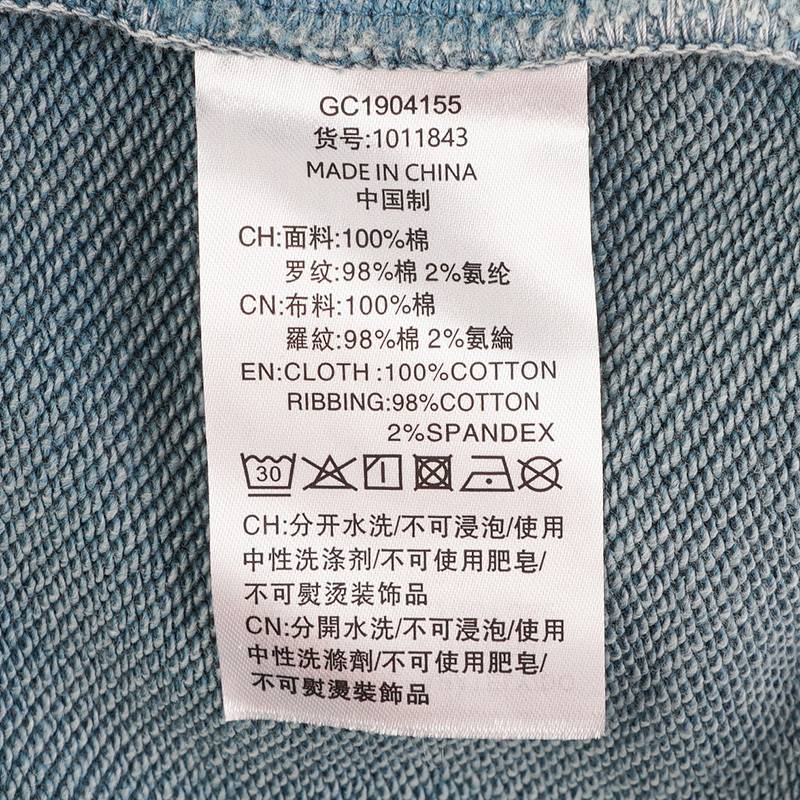 GC1904155
货号:1011843
MADE IN CHINA
中国制
CH:面料:100%棉
罗纹:98%棉 2%氨纶
CN:布料:100%棉
羅紋:98%棉 2%氨綸
EN:CLOTH :100%COTTON
RIBBING:98%COTTON
2%SPANDEX
30
CH:分开水洗/不可浸泡/使用
中性洗涤剂/不可使用肥皂/
不可熨烫装饰品
CN:分開水洗/不可浸泡/使用
中性洗滌劑/不可使用肥皂/
不可熨燙裝飾品